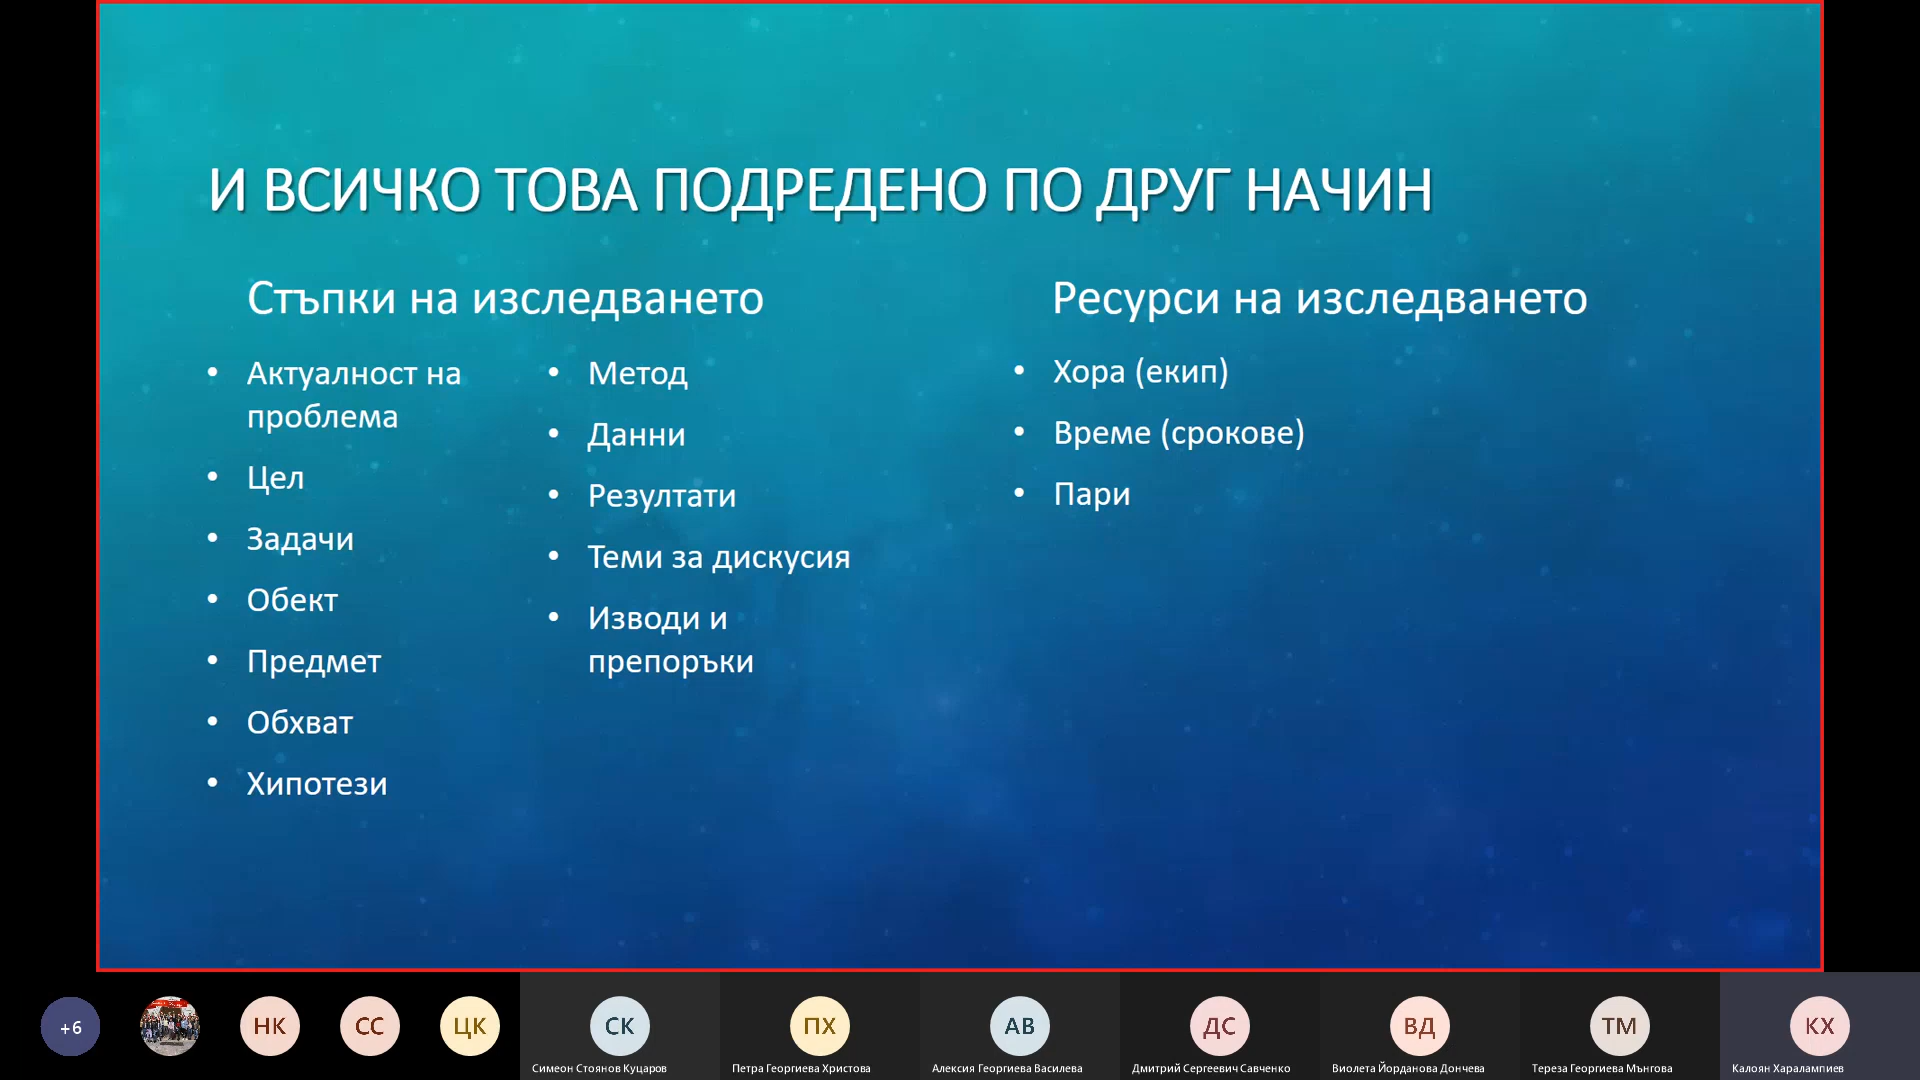 И ВСИЧКО ТОВА ПОДРЕДЕНО ПО ДРУГ НАЧИН
Стъпки на изследването
• Актуалност на
проблема
• Цел
• Задачи
• Обект
• Предмет
• Обхват
• Хипотези
• Метод
• Данни
• Резултати
• Теми за дискусия
• Изводи и
препоръки
Ресурси на изследването
• Хора (екип)
• Време (срокове)
• Пари
+6
НК
СС
ЦК
СК
Симеон Стоянов Куцаров
ПХ
Петра Георгиева Христова
АВ
Алексия Георгиева Василева
ДС
Дмитрий Сергеевич Савченко
ВД
Виолета Йорданова Дончева
ТМ
Тереза Георгиева Мънгова
КХ
Калоян Харалампиев